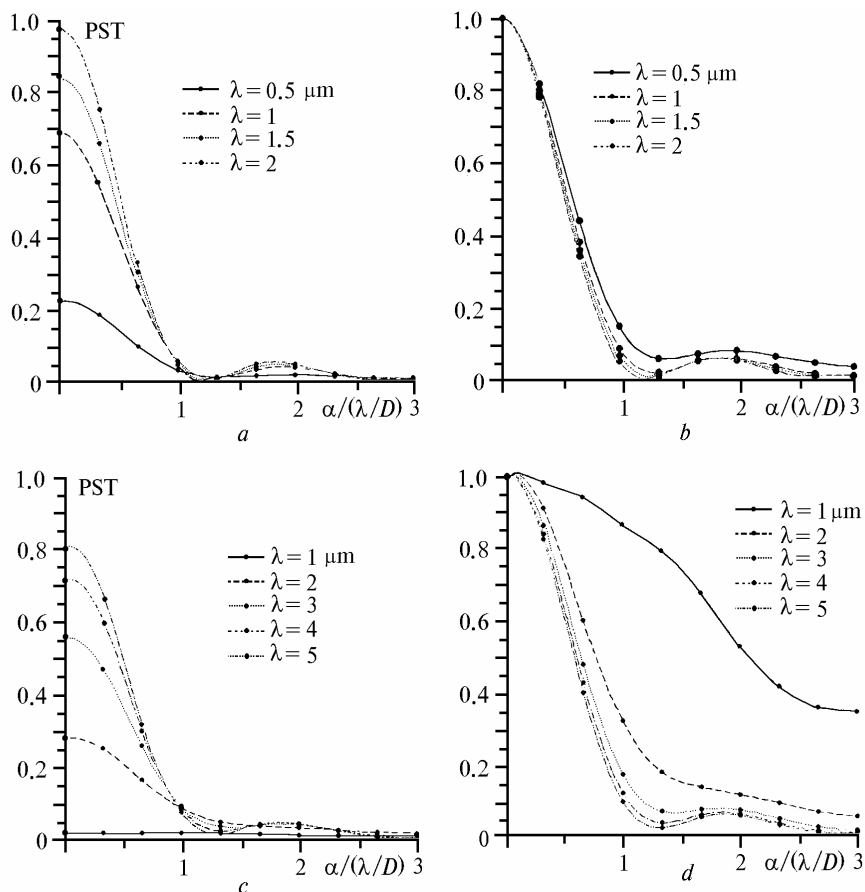 PST
1.0
0.8
0.6
0.4
0.2
0
λ = 0.5 μm
λ = 1
λ = 1.5
λ = 2
1
2
α/(λ/D)
3
a
1.0
0.8
0.6
0.4
0.2
0
λ = 0.5 μm
λ = 1
λ = 1.5
λ = 2
1
2
α/(λ/D)
3
b
PST
1.0
0.8
0.6
0.4
0.2
0
λ = 1 μm
λ = 2
λ = 3
λ = 4
λ = 5
1
2
α/(λ/D)
3
c
1.0
0.8
0.6
0.4
0.2
0
λ = 1 μm
λ = 2
λ = 3
λ = 4
λ = 5
1
2
α/(λ/D)
3
d